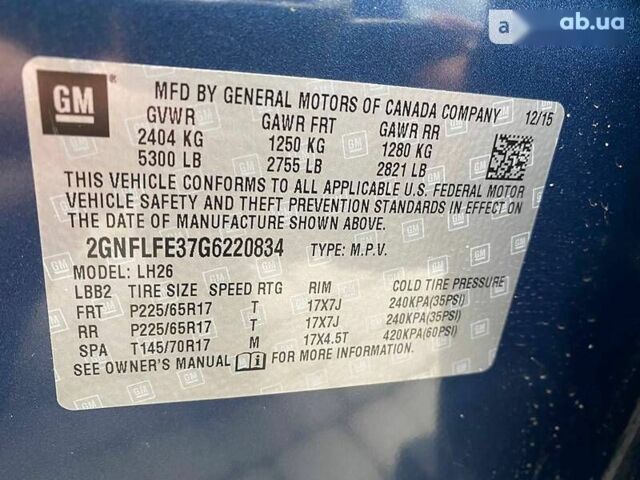 a ab.ua
GM ®
MFD BY GENERAL MOTORS OF CANADA COMPANY 12/15
GVWR GAWR FRT GAWR RR
2404 KG 1250 KG 1280 KG
5300 LB 2755 LB 2821 LB
THIS VEHICLE CONFORMS TO ALL APPLICABLE U.S. FEDERAL MOTOR
VEHICLE SAFETY AND THEFT PREVENTION STANDARDS IN EFFECT ON
THE DATE OF MANUFACTURE SHOWN ABOVE.
2GNFLFE37G6220834 TYPE: M.P.V.
MODEL: LH26
LBB2 TIRE SIZE SPEED RTG RIM COLD TIRE PRESSURE
FRT P225/65R17 T 17X7J 240KPA(35PSI)
RR P225/65R17 T 17X7J 240KPA(35PSI)
SPA T145/70R17 M 17X4.5T 420KPA(60PSI)
SEE OWNER'S MANUAL FOR MORE INFORMATION.